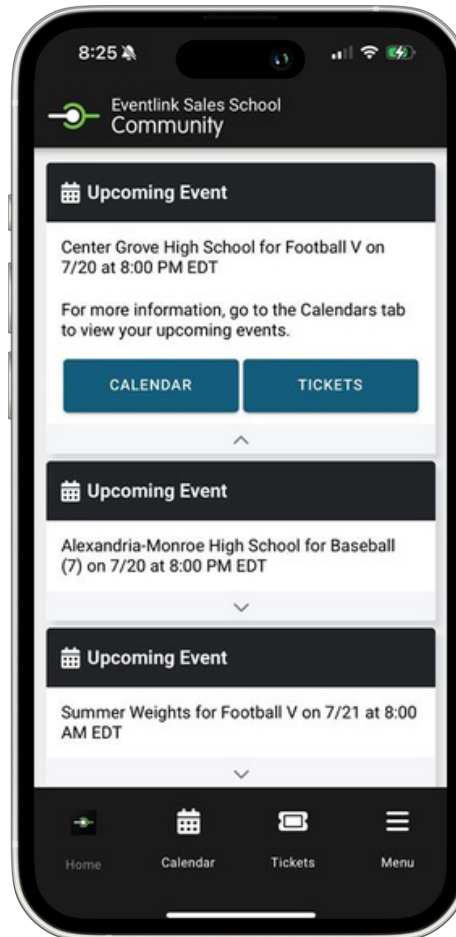 8:25
Eventlink Sales School
Community
Upcoming Event
Center Grove High School for Football V on
7/20 at 8:00 PM EDT
For more information, go to the Calendars tab
to view your upcoming events.
CALENDAR
TICKETS
Upcoming Event
Alexandria-Monroe High School for Baseball
(7) on 7/20 at 8:00 PM EDT
Upcoming Event
Summer Weights for Football V on 7/21 at 8:00
AM EDT
Home
Calendar
Tickets
Menu